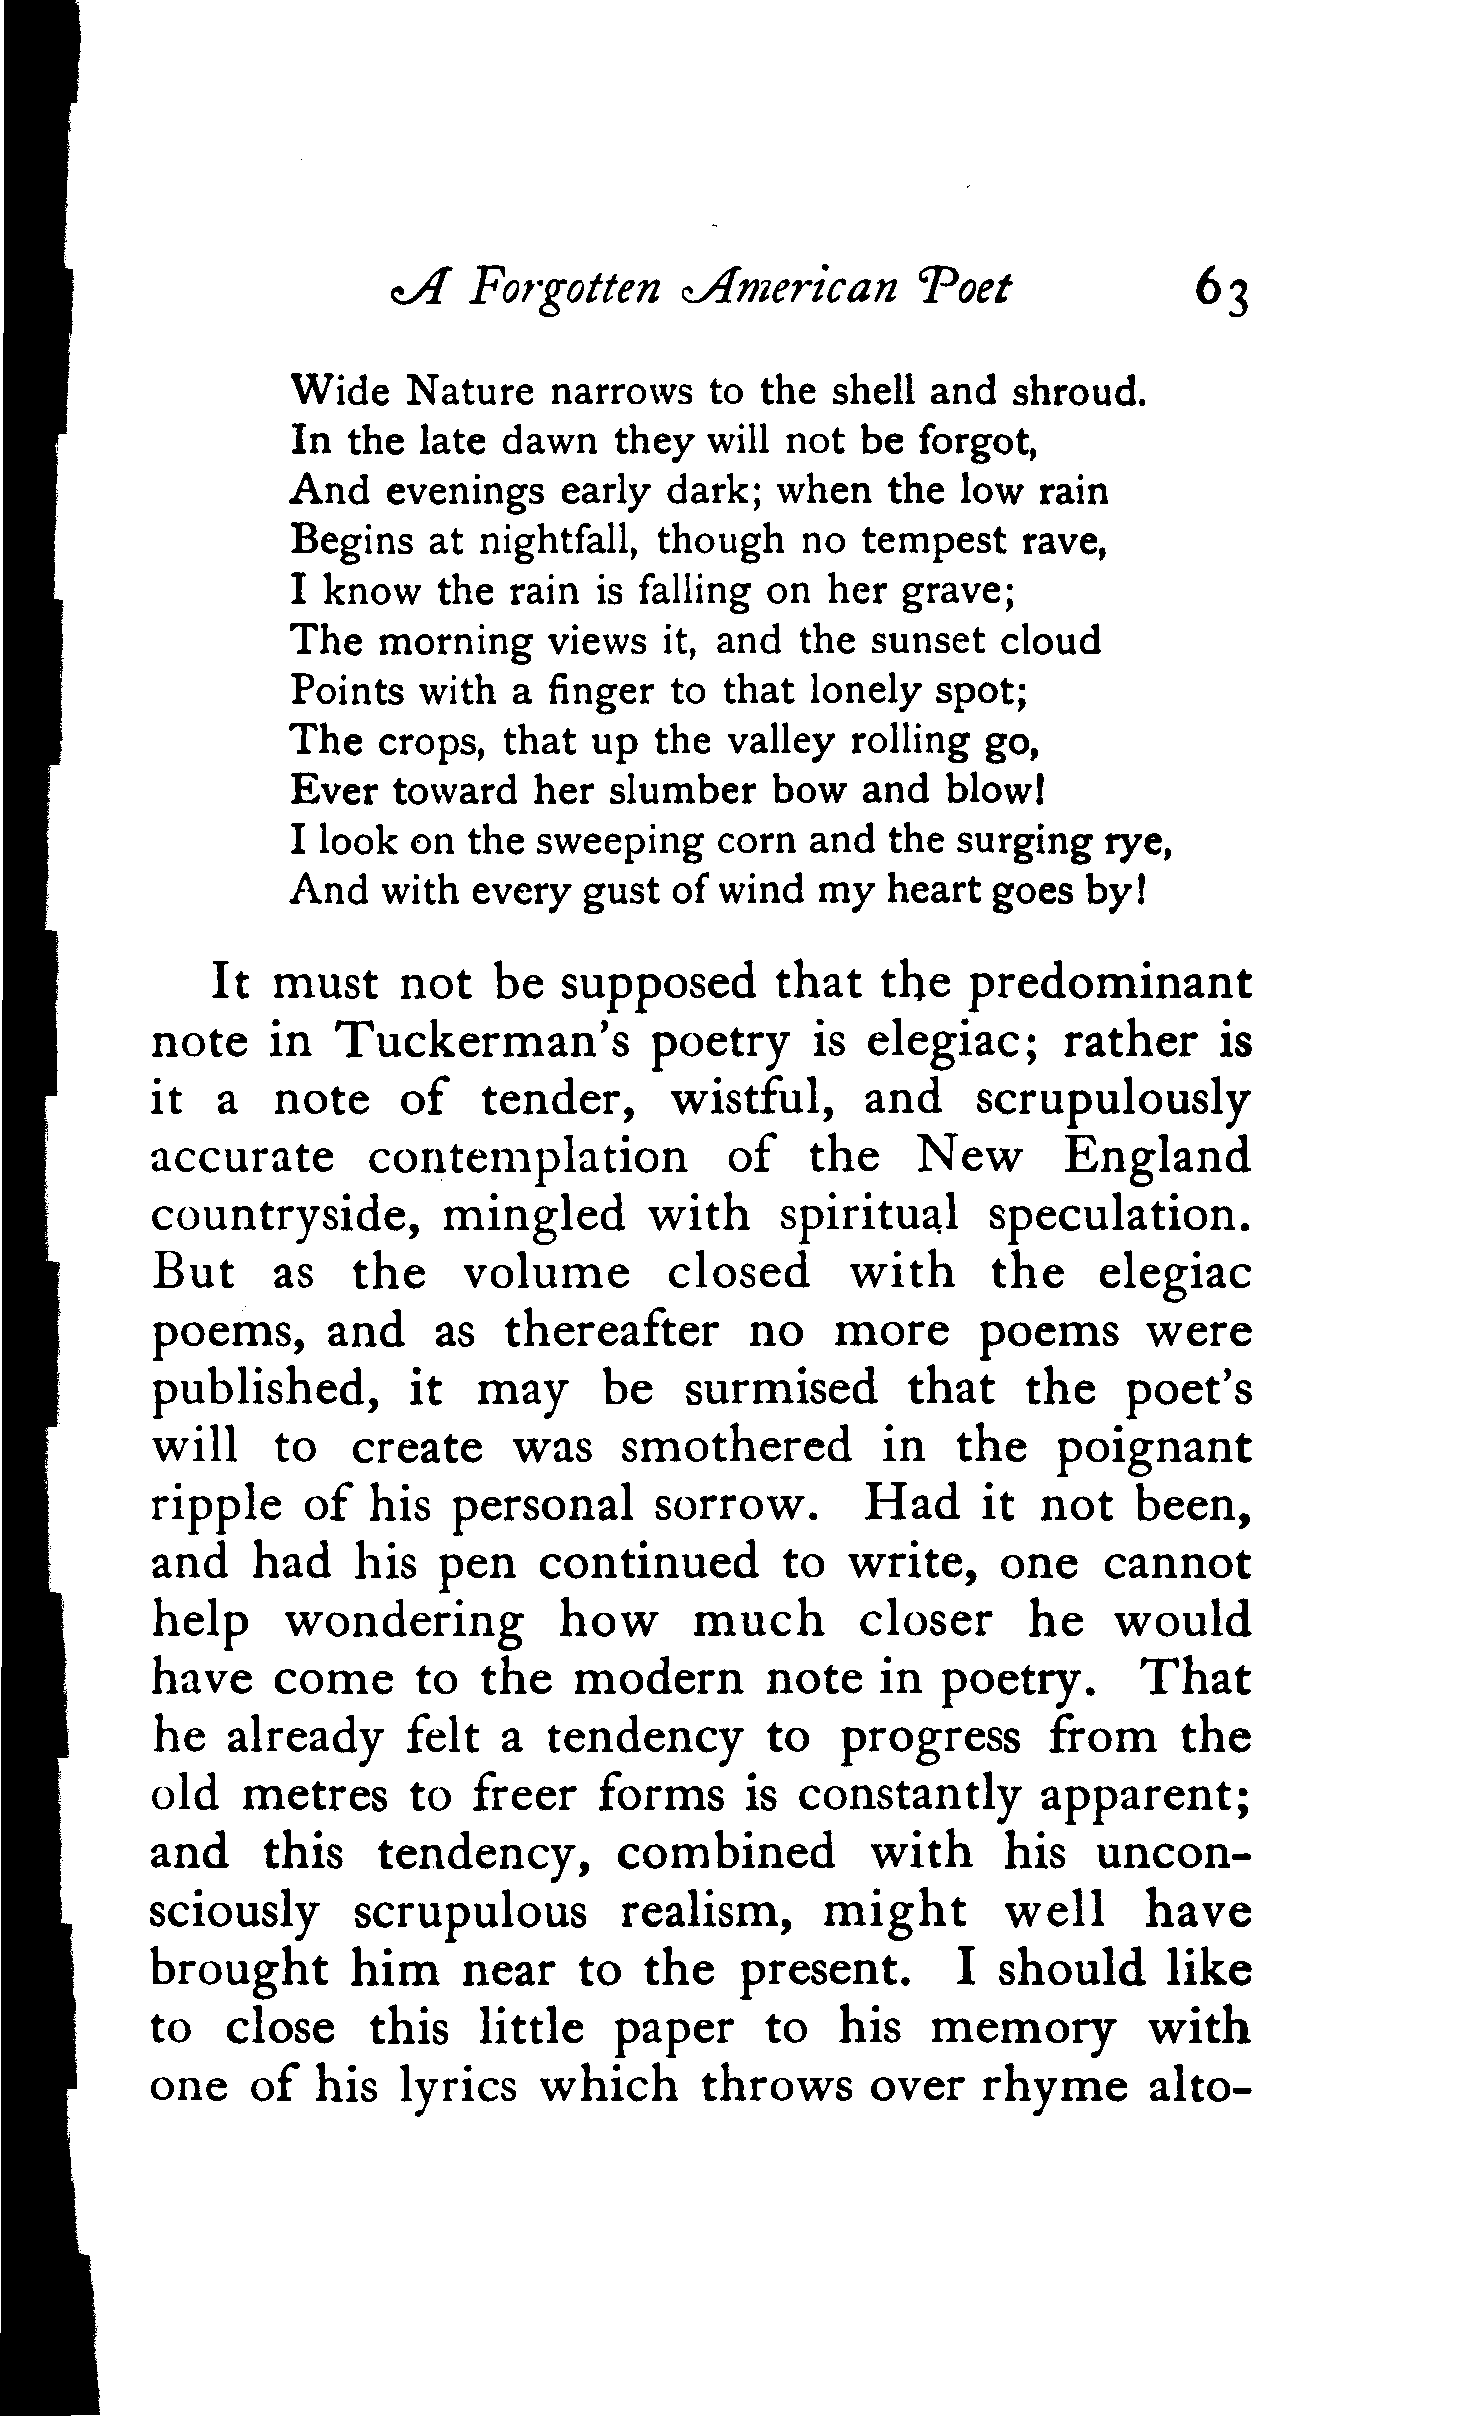 A Forgotten American Poet 63
Wide Nature narrows to the shell and shroud.
In the late dawn they will not be forgot,
And evenings early dark; when the low rain
Begins at nightfall, though no tempest rave,
I know the rain is falling on her grave;
The morning views it, and the sunset cloud
Points with a finger to that lonely spot;
The crops, that up the valley rolling go,
Ever toward her slumber bow and blow!
I look on the sweeping corn and the surging rye,
And with every gust of wind my heart goes by!
It must not be supposed that the predominant
note in Tuckerman's poetry is elegiac; rather is
it a note of tender, wistful, and scrupulously
accurate contemplation of the New England
countryside, mingled with spiritual speculation.
But as the volume closed with the elegiac
poems, and as thereafter no more poems were
published, it may be surmised that the poet's
will to create was smothered in the poignant
ripple of his personal sorrow. Had it not been,
and had his pen continued to write, one cannot
help wondering how much closer he would
have come to the modern note in poetry. That
he already felt a tendency to progress from the
old metres to freer forms is constantly apparent;
and this tendency, combined with his uncon-
sciously scrupulous realism, might well have
brought him near to the present. I should like
to close this little paper to his memory with
one of his lyrics which throws over rhyme alto-